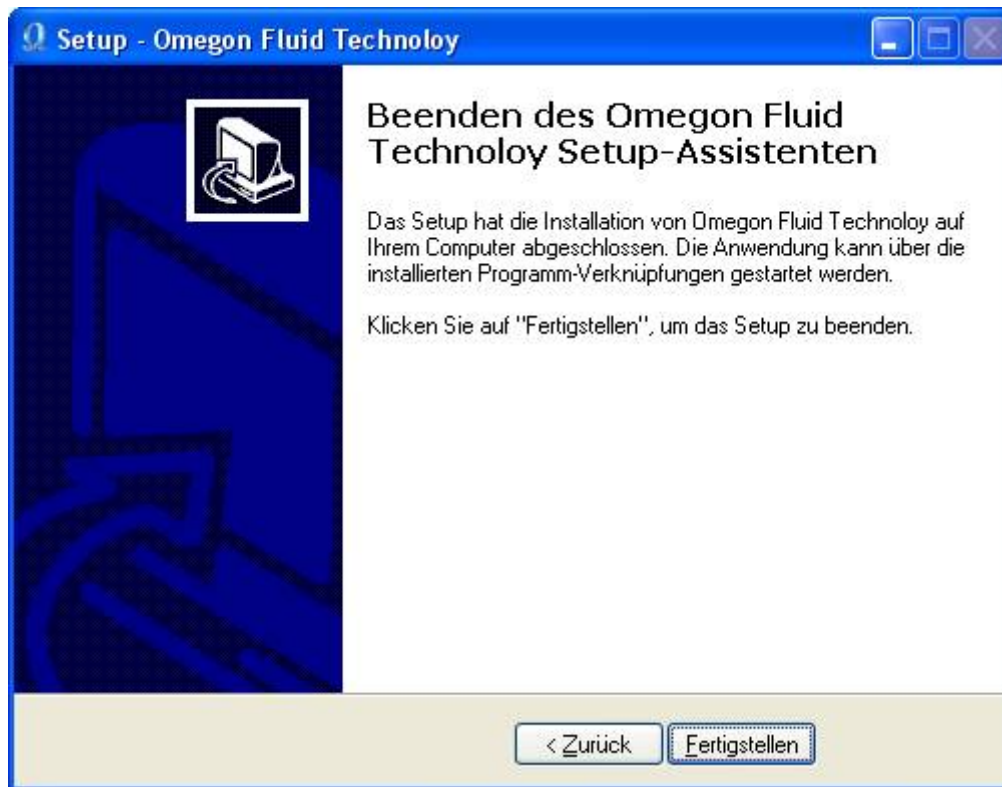 Setup - Omegon Fluid Technoloy
Beenden des Omegon Fluid
Technoloy Setup-Assistenten
Das Setup hat die Installation von Omegon Fluid Technoloy auf
Ihrem Computer abgeschlossen. Die Anwendung kann über die
installierten Programm-Verknüpfungen gestartet werden.
Klicken Sie auf "Fertigstellen", um das Setup zu beenden.
< Zurück
Fertigstellen